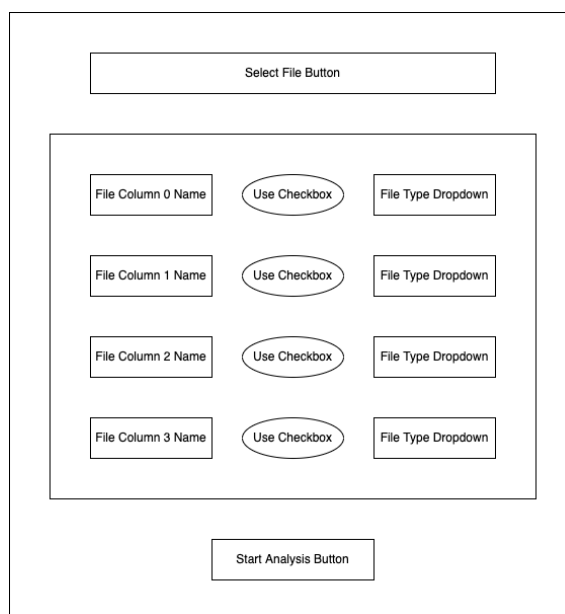 Select File Button
File Column 0 Name Use Checkbox File Type Dropdown
File Column 1 Name Use Checkbox File Type Dropdown
File Column 2 Name Use Checkbox File Type Dropdown
File Column 3 Name Use Checkbox File Type Dropdown
Start Analysis Button